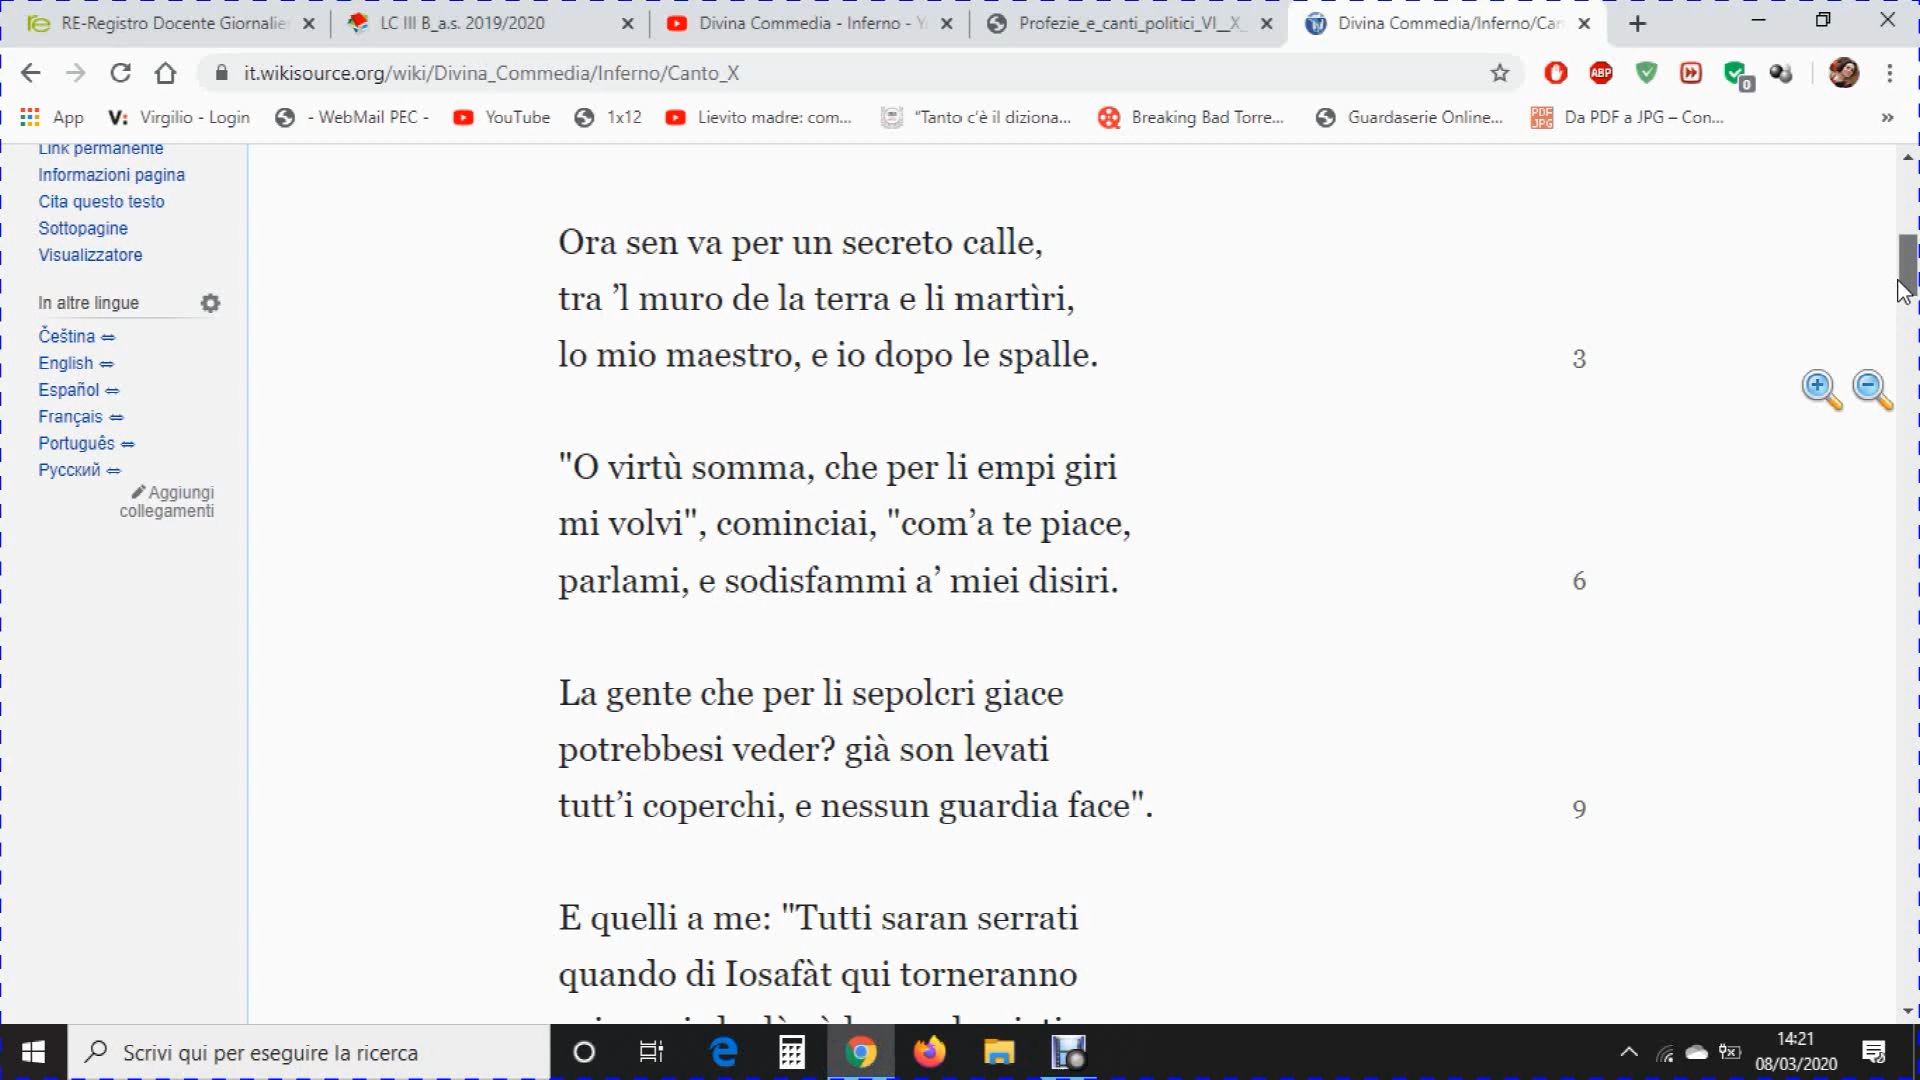 RE-Registro Docente Giornalie
LC III B_a.s. 2019/2020
Divina Commedia - Inferno - Y
Profezie_e_canti_politici_VI__X_
Divina Commedia/Inferno/Can
it.wikisource.org/wiki/Divina_Commedia/Inferno/Canto_X
ABP
0
App
Virgilio - Login
- WebMail PEC -
YouTube
1x12
Lievito madre: com...
"Tanto c'è il diziona...
Breaking Bad Torre...
Guardaserie Online...
PDF
JPG
Da PDF a JPG – Con...
»
Link permanente
Informazioni pagina
Cita questo testo
Sottopagine
Visualizzatore
In altre lingue
Čeština ⇔
English ⇔
Español ⇔
Français ⇔
Português ⇔
Русский ⇔
Aggiungi
collegamenti
Ora sen va per un secreto calle,
tra ’l muro de la terra e li martìri,
lo mio maestro, e io dopo le spalle.
3
"O virtù somma, che per li empi giri
mi volvi", cominciai, "com’a te piace,
parlami, e sodisfammi a’ miei disiri.
6
La gente che per li sepolcri giace
potrebbesi veder? già son levati
tutt’i coperchi, e nessun guardia face".
9
E quelli a me: "Tutti saran serrati
quando di Iosafàt qui torneranno
Scrivi qui per eseguire la ricerca
14:21
08/03/2020